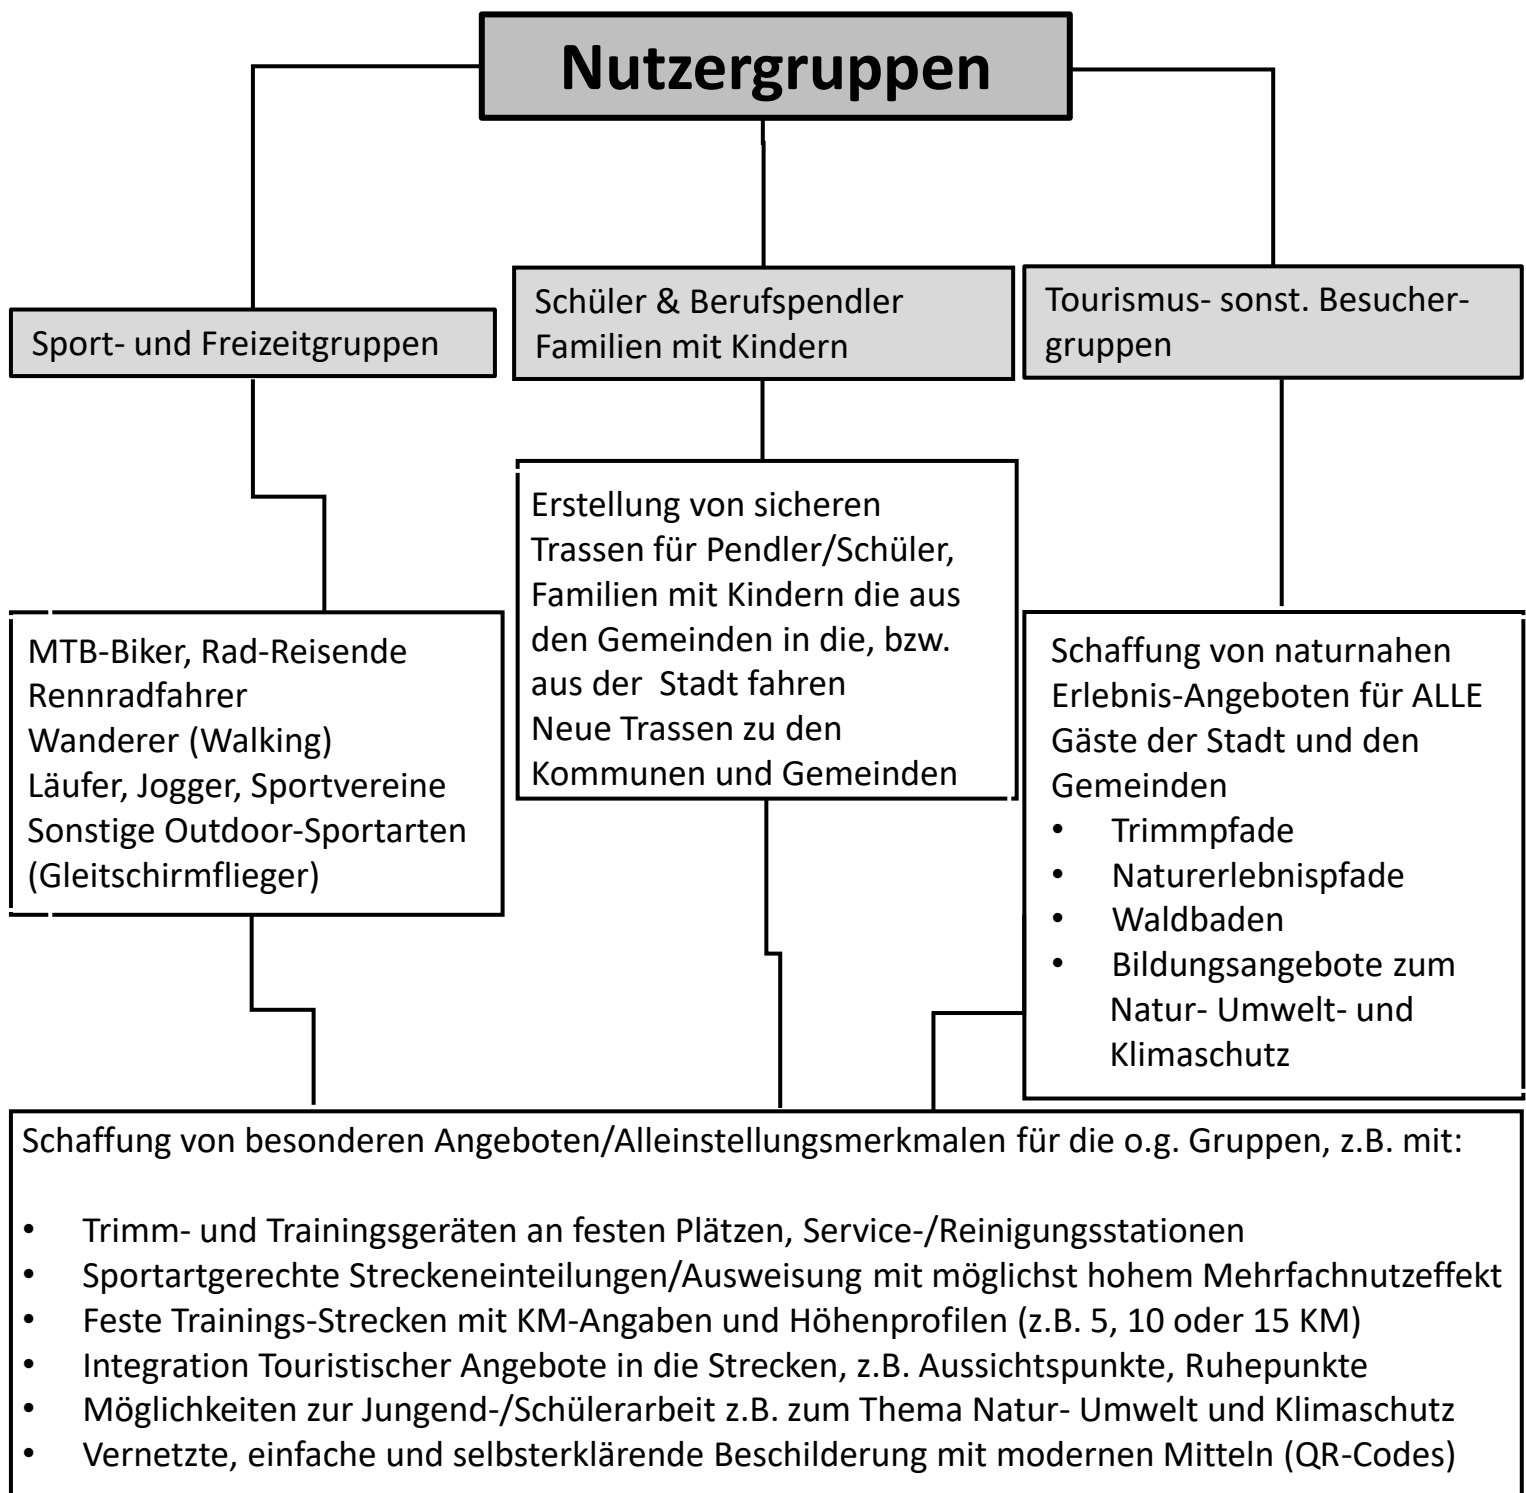 Nutzergruppen
Sport- und Freizeitgruppen
Schüler & Berufspendler
Familien mit Kindern
Tourismus- sonst. Besucher-
gruppen
MTB-Biker, Rad-Reisende
Rennradfahrer
Wanderer (Walking)
Läufer, Jogger, Sportvereine
Sonstige Outdoor-Sportarten
(Gleitschirmflieger)
Erstellung von sicheren
Trassen für Pendler/Schüler,
Familien mit Kindern die aus
den Gemeinden in die, bzw.
aus der  Stadt fahren
Neue Trassen zu den
Kommunen und Gemeinden
Schaffung von naturnahen
Erlebnis-Angeboten für ALLE
Gäste der Stadt und den
Gemeinden
• Trimmpfade
• Naturerlebnispfade
• Waldbaden
• Bildungsangebote zum
Natur- Umwelt- und
Klimaschutz
Schaffung von besonderen Angeboten/Alleinstellungsmerkmalen für die o.g. Gruppen, z.B. mit:
• Trimm- und Trainingsgeräten an festen Plätzen, Service-/Reinigungsstationen
• Sportartgerechte Streckeneinteilungen/Ausweisung mit möglichst hohem Mehrfachnutzeffekt
• Feste Trainings-Strecken mit KM-Angaben und Höhenprofilen (z.B. 5, 10 oder 15 KM)
• Integration Touristischer Angebote in die Strecken, z.B. Aussichtspunkte, Ruhepunkte
• Möglichkeiten zur Jungend-/Schülerarbeit z.B. zum Thema Natur- Umwelt und Klimaschutz
• Vernetzte, einfache und selbsterklärende Beschilderung mit modernen Mitteln (QR-Codes)